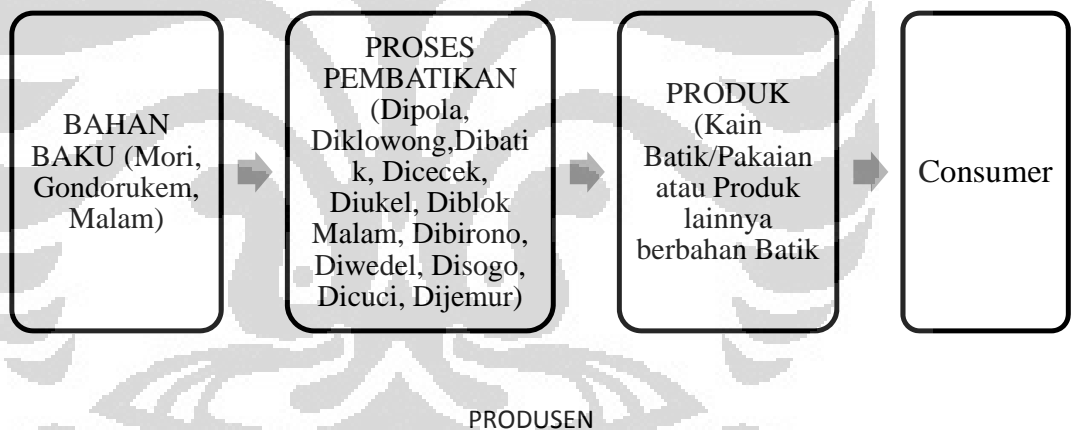 BAHAN
BAKU (Mori,
Gondorukem,
Malam)
PROSES
PEMBATIKAN
(Dipola,
Diklowong,Dibati
k, Dicecek,
Diukel, Diblok
Malam, Dibirono,
Diwedel, Disogo,
Dicuci, Dijemur)
PRODUK
(Kain
Batik/Pakaian
atau Produk
lainnya
berbahan Batik
Consumer
PRODUSEN